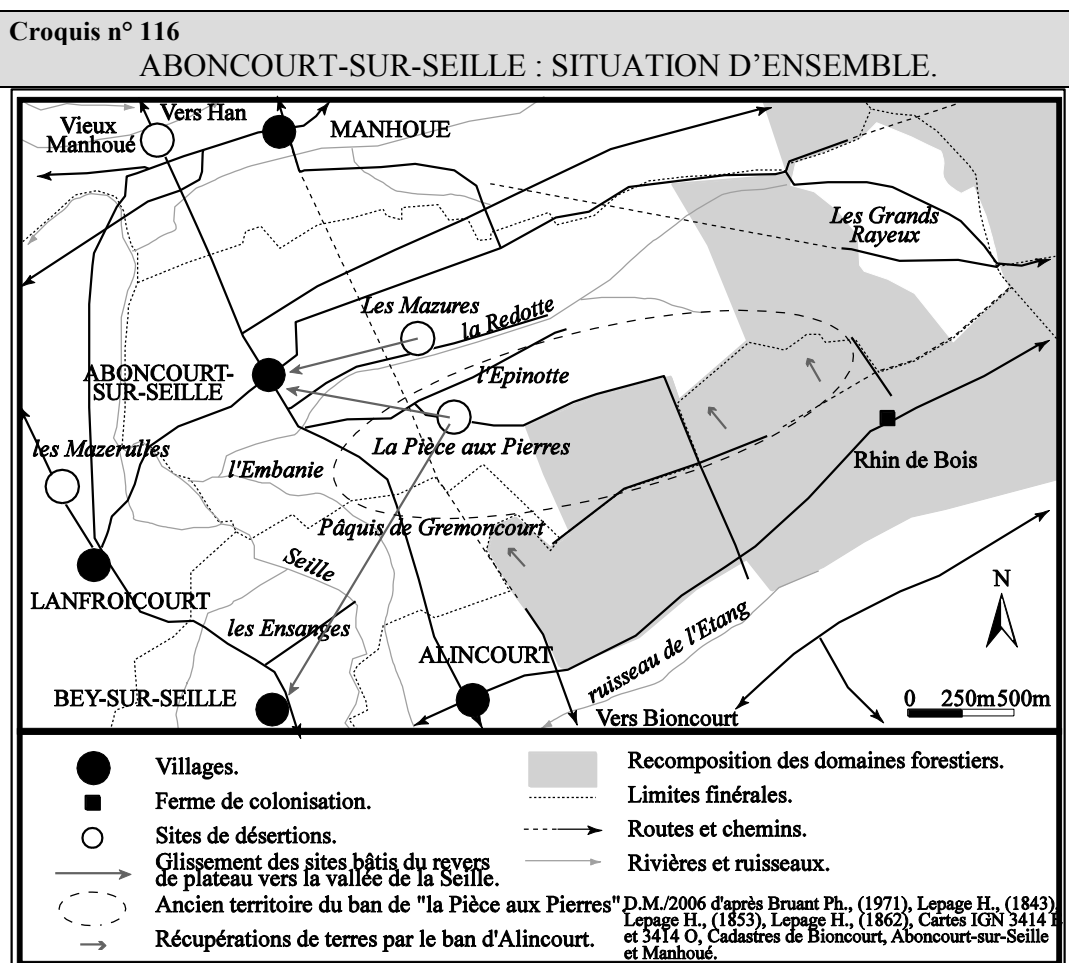 Croquis n° 116
ABONCOURT-SUR-SEILLE : SITUATION D'ENSEMBLE.
Vers Han
Vieux
Manhoué
MANHOUE
Les Grands
Rayeux
Les Mazures
la Redotte
ABONCOURT-
SUR-SEILLE
l'Epinotte
les Mazerulles
La Pièce aux Pierres
l'Embanie
Rhin de Bois
Pâquis de Gremoncourt
Seille
LANFROICOURT
N
les Ensanges
ALINCOURT
ruisseau de l'Etang
BEY-SUR-SEILLE
0 250m 500m
Vers Bioncourt
Villages.
Ferme de colonisation.
Sites de désertions.
Glissement des sites bâtis du revers
de plateau vers la vallée de la Seille.
Ancien territoire du ban de "la Pièce aux Pierres"
Récupérations de terres par le ban d'Alincourt.
Recomposition des domaines forestiers.
Limites finérales.
Routes et chemins.
Rivières et ruisseaux.
D.M./2006 d'après Bruant Ph., (1971), Lepage H., (1843),
Lepage H., (1853), Lepage H., (1862), Cartes IGN 3414
et 3414 O, Cadastres de Bioncourt, Aboncourt-sur-Seille
et Manhoué.